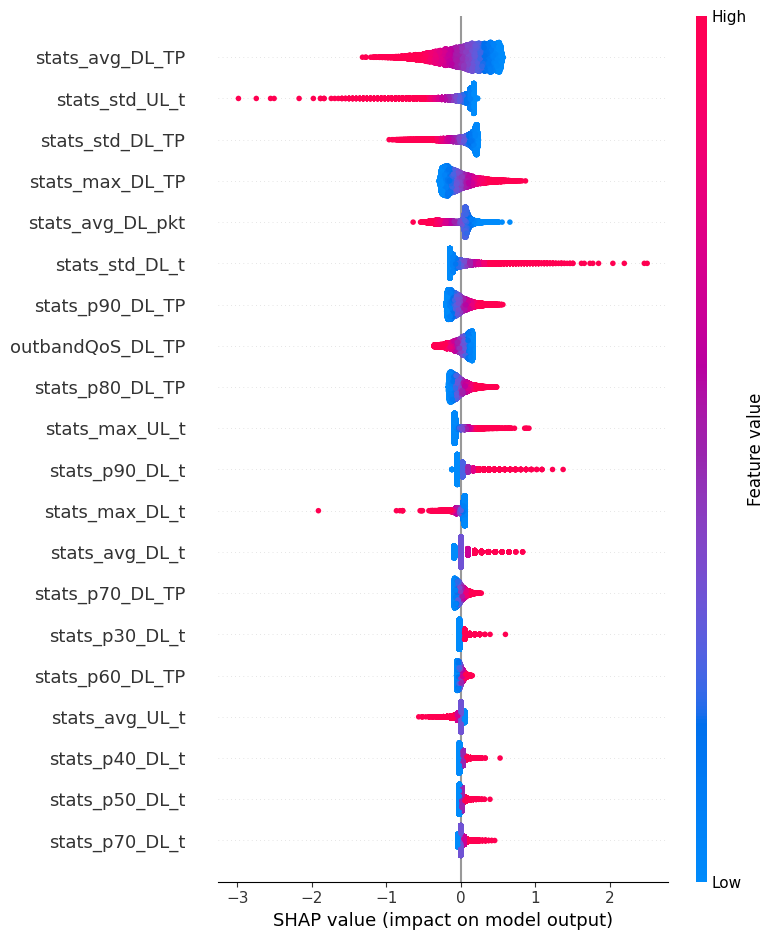 High
stats_avg_DL_TP
stats_std_UL_t
stats_std_DL_TP
stats_max_DL_TP
stats_avg_DL_pkt
stats_std_DL_t
stats_p90_DL_TP
outbandQoS_DL_TP
stats_p80_DL_TP
stats_max_UL_t
stats_p90_DL_t
stats_max_DL_t
stats_avg_DL_t
stats_p70_DL_TP
stats_p30_DL_t
stats_p60_DL_TP
stats_avg_UL_t
stats_p40_DL_t
stats_p50_DL_t
stats_p70_DL_t
Feature value
Low
−3 −2 −1 0 1 2
SHAP value (impact on model output)